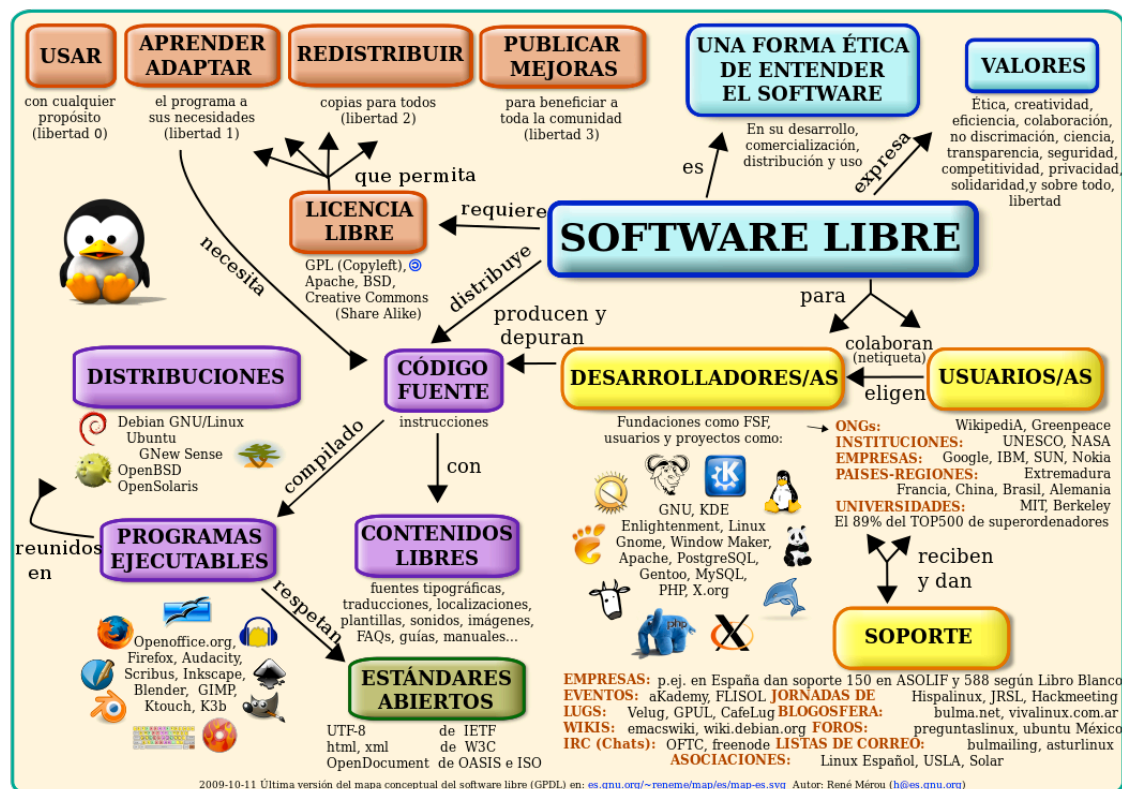 USAR
con cualquier
propósito
(libertad 0)
APRENDER
ADAPTAR
el programa a
sus necesidades
(libertad 1)
REDISTRIBUIR
copias para todos
(libertad 2)
PUBLICAR
MEJORAS
para beneficiar a
toda la comunidad
(libertad 3)
UNA FORMA ÉTICA
DE ENTENDER
EL SOFTWARE
En su desarrollo,
comercialización,
distribución y uso
VALORES
Ética, creatividad,
eficiencia, colaboración,
no discrimación, ciencia,
transparencia, seguridad,
competitividad, privacidad,
solidaridad,y sobre todo,
libertad
es
expresa
que permita
LICENCIA
LIBRE
GPL (Copyleft),
Apache, BSD,
Creative Commons
(Share Alike)
requiere
SOFTWARE LIBRE
necesita
distribuye
para
producen y
depuran
colaboran
(netiqueta)
eligen
DISTRIBUCIONES
Debian GNU/Linux
Ubuntu
GNew Sense
OpenBSD
OpenSolaris
CÓDIGO
FUENTE
instrucciones
DESARROLLADORES/AS
Fundaciones como FSF,
usuarios y proyectos como:
GNU, KDE
Enlightenment, Linux
Gnome, Window Maker,
Apache, PostgreSQL,
Gentoo, MySQL,
PHP, X.org
php
USUARIOS/AS
ONGs: WikipediA, Greenpeace
INSTITUCIONES: UNESCO, NASA
EMPRESAS: Google, IBM, SUN, Nokia
PAISES-REGIONES: Extremadura
Francia, China, Brasil, Alemania
UNIVERSIDADES: MIT, Berkeley
El 89% del TOP500 de superordenadores
compilado
con
reunidos
en
PROGRAMAS
EJECUTABLES
Openoffice.org,
Firefox, Audacity,
Scribus, Inkscape,
Blender, GIMP,
Ktouch, K3b
CONTENIDOS
LIBRES
fuentes tipográficas,
traducciones, localizaciones,
plantillas, sonidos, imágenes,
FAQs, guías, manuales...
respetan
ESTÁNDARES
ABIERTOS
UTF-8 de IETF
html, xml de W3C
OpenDocument de OASIS e ISO
reciben
y dan
SOPORTE
EMPRESAS: p.ej. en España dan soporte 150 en ASOLIF y 588 según Libro Blanco
EVENTOS: aKademy, FLISOL JORNADAS DE Hispalinux, JRSL, Hackmeeting
LUGS: Velug, GPUL, CafeLug BLOGOSFERA: bulma.net, vivalinux.com.ar
WIKIS: emacswiki, wiki.debian.org FOROS: preguntaslinux, ubuntu México
IRC (Chats): OFTC, freenode LISTAS DE CORREO: bulmailing, asturlinux
ASOCIACIONES: Linux Español, USLA, Solar
2009-10-11 Última versión del mapa conceptual del software libre (GPDL) en: es.gnu.org/~reneme/map/es/map-es.svg Autor: René Mérou (h@es.gnu.org)